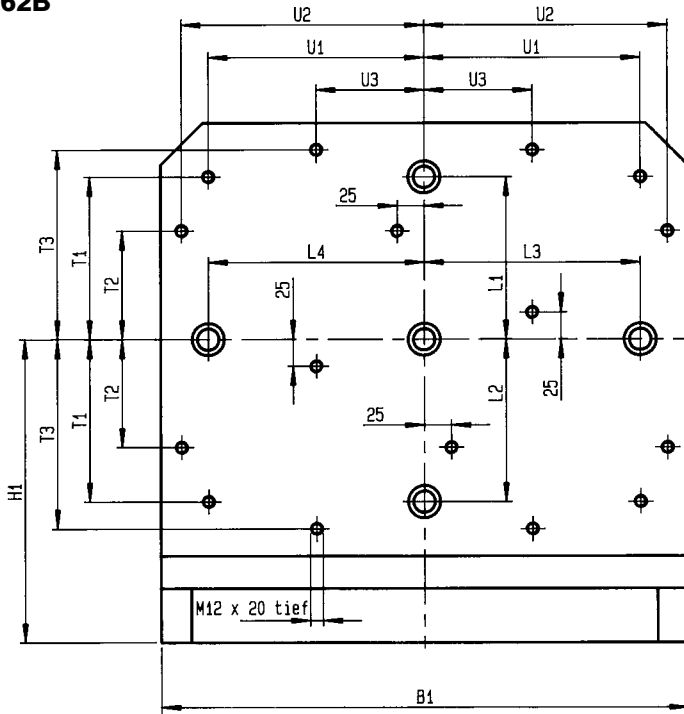 62B
U2 U2
U1 U1
U3 U3
25
T3 T1 T2 L1
L4 L3
25 25
T3 T1 T2 L2
25
H1
M12 x 20 tief
B1